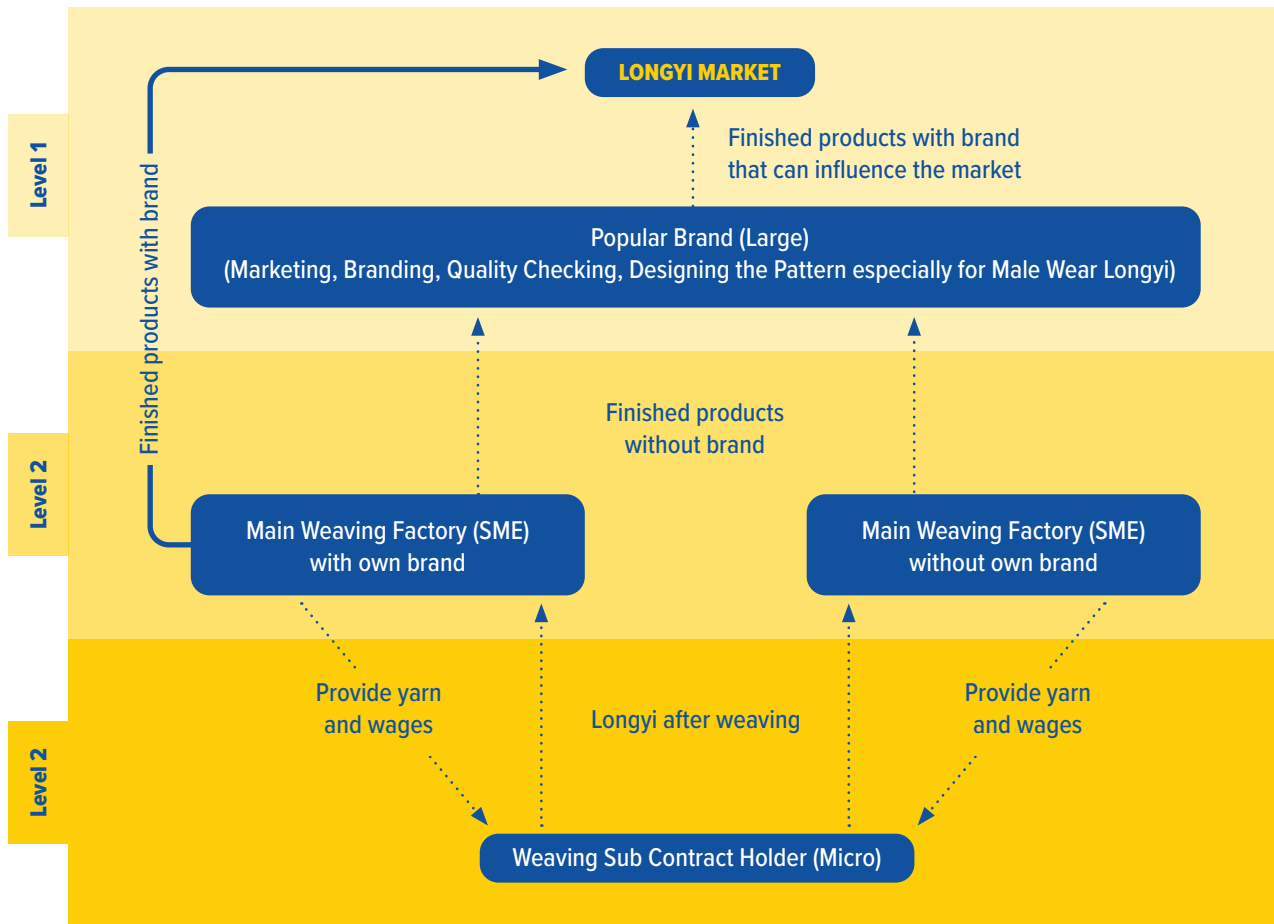 LONGYI MARKET
Level 1
Finished products with brand
Finished products with brand
that can influence the market
Popular Brand (Large)
(Marketing, Branding, Quality Checking, Designing the Pattern especially for Male Wear Longyi)
Level 2
Finished products
without brand
Main Weaving Factory (SME)
with own brand
Main Weaving Factory (SME)
without own brand
Level 2
Provide yarn
and wages
Longyi after weaving
Provide yarn
and wages
Weaving Sub Contract Holder (Micro)